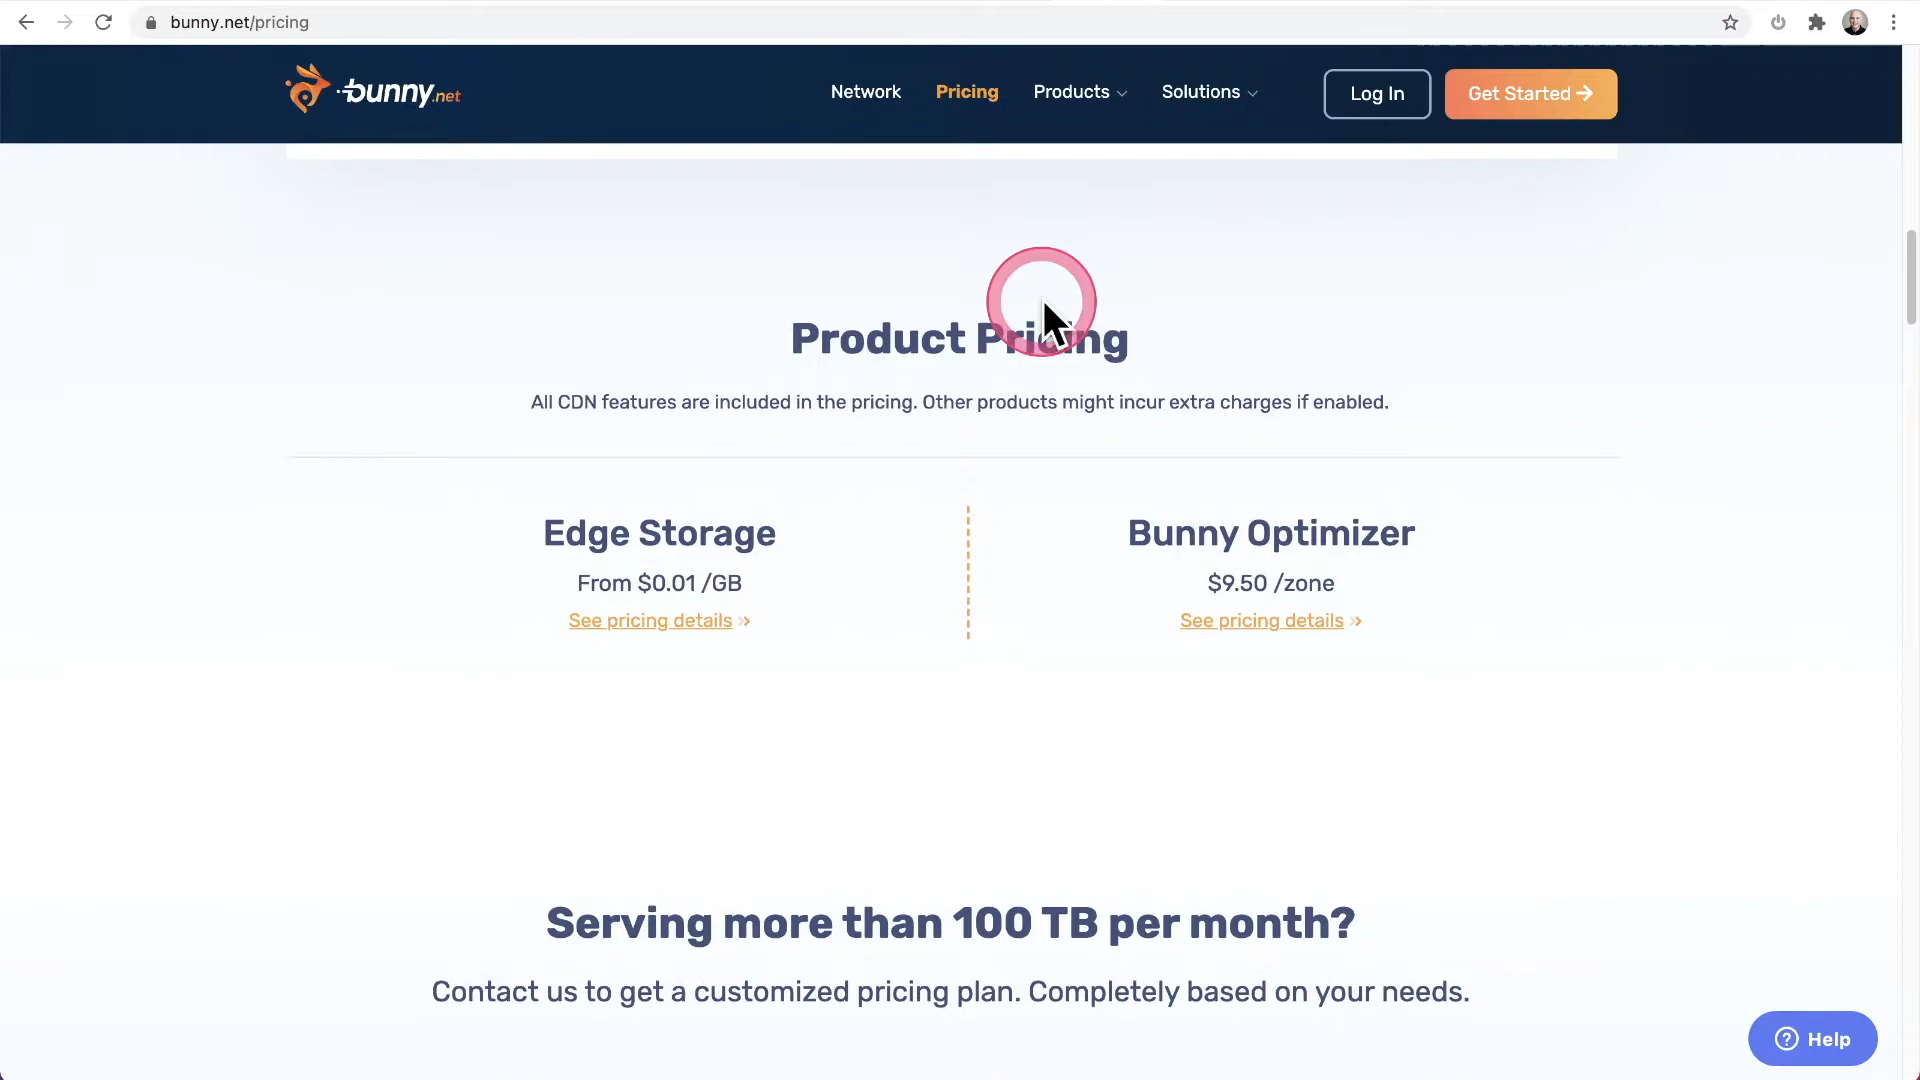 bunny.net/pricing
bunny.net
Network
Pricing
Products
Solutions
Log In
Get Started
Product Pricing
All CDN features are included in the pricing. Other products might incur extra charges if enabled.
Edge Storage
From $0.01 /GB
See pricing details »
Bunny Optimizer
$9.50 /zone
See pricing details »
Serving more than 100 TB per month?
Contact us to get a customized pricing plan. Completely based on your needs.
Help